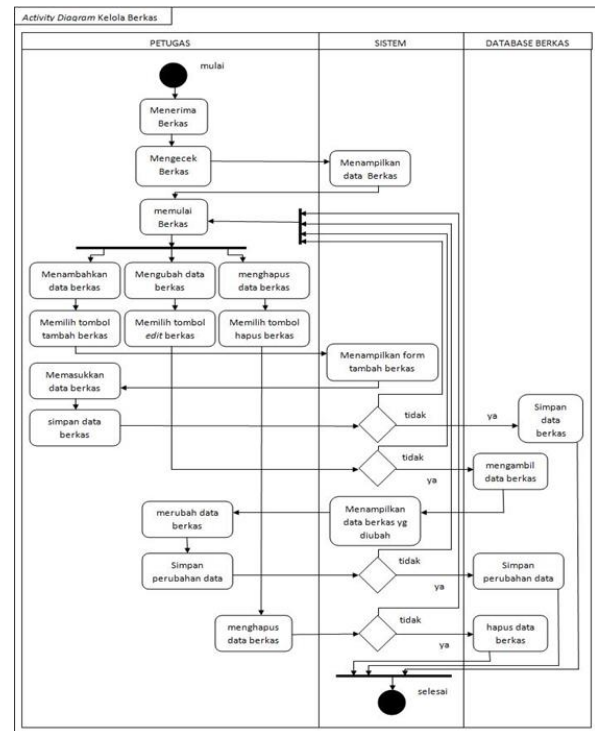 Activity Diagram Kelola Berkas
PETUGAS
SISTEM
DATABASE BERKAS
mulai
Menerima
Berkas
Mengecek
Berkas
Menampilkan
data Berkas
memulai
Berkas
Menambahkan
data berkas
Mengubah data
berkas
menghapus
data berkas
Memilih tombol
tambah berkas
Memilih tombol
edit berkas
Memilih tombol
hapus berkas
Menampilkan form
tambah berkas
Memasukkan
data berkas
simpan data
berkas
tidak
ya
Simpan
data
berkas
tidak
ya
mengambil
data berkas
Menampilkan
data berkas yg
diubah
merubah data
berkas
Simpan
perubahan data
tidak
ya
Simpan
perubahan data
menghapus
data berkas
tidak
ya
hapus data
berkas
selesai